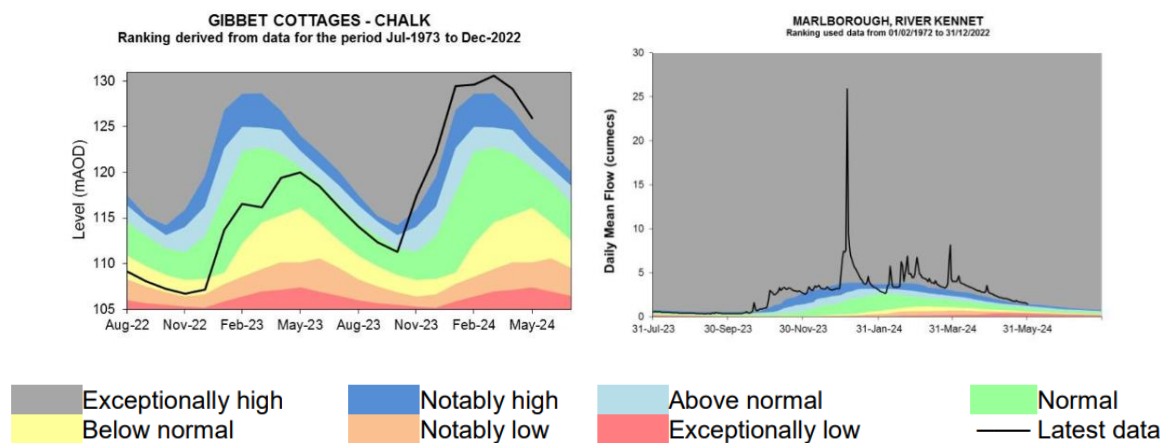 GIBBET COTTAGES - CHALK
Ranking derived from data for the period Jul-1973 to Dec-2022
Level (mAOD)
130
125
120
115
110
105
Aug-22 Nov-22 Feb-23 May-23 Aug-23 Nov-23 Feb-24 May-24
MARLBOROUGH, RIVER KENNET
Ranking used data from 01/02/1972 to 31/12/2022
Daily Mean Flow (cumecs)
30
25
20
15
10
5
0
31-Jul-23 30-Sep-23 30-Nov-23 31-Jan-24 31-Mar-24 31-May-24
Exceptionally high Notably high Above normal Normal
Below normal Notably low Exceptionally low Latest data